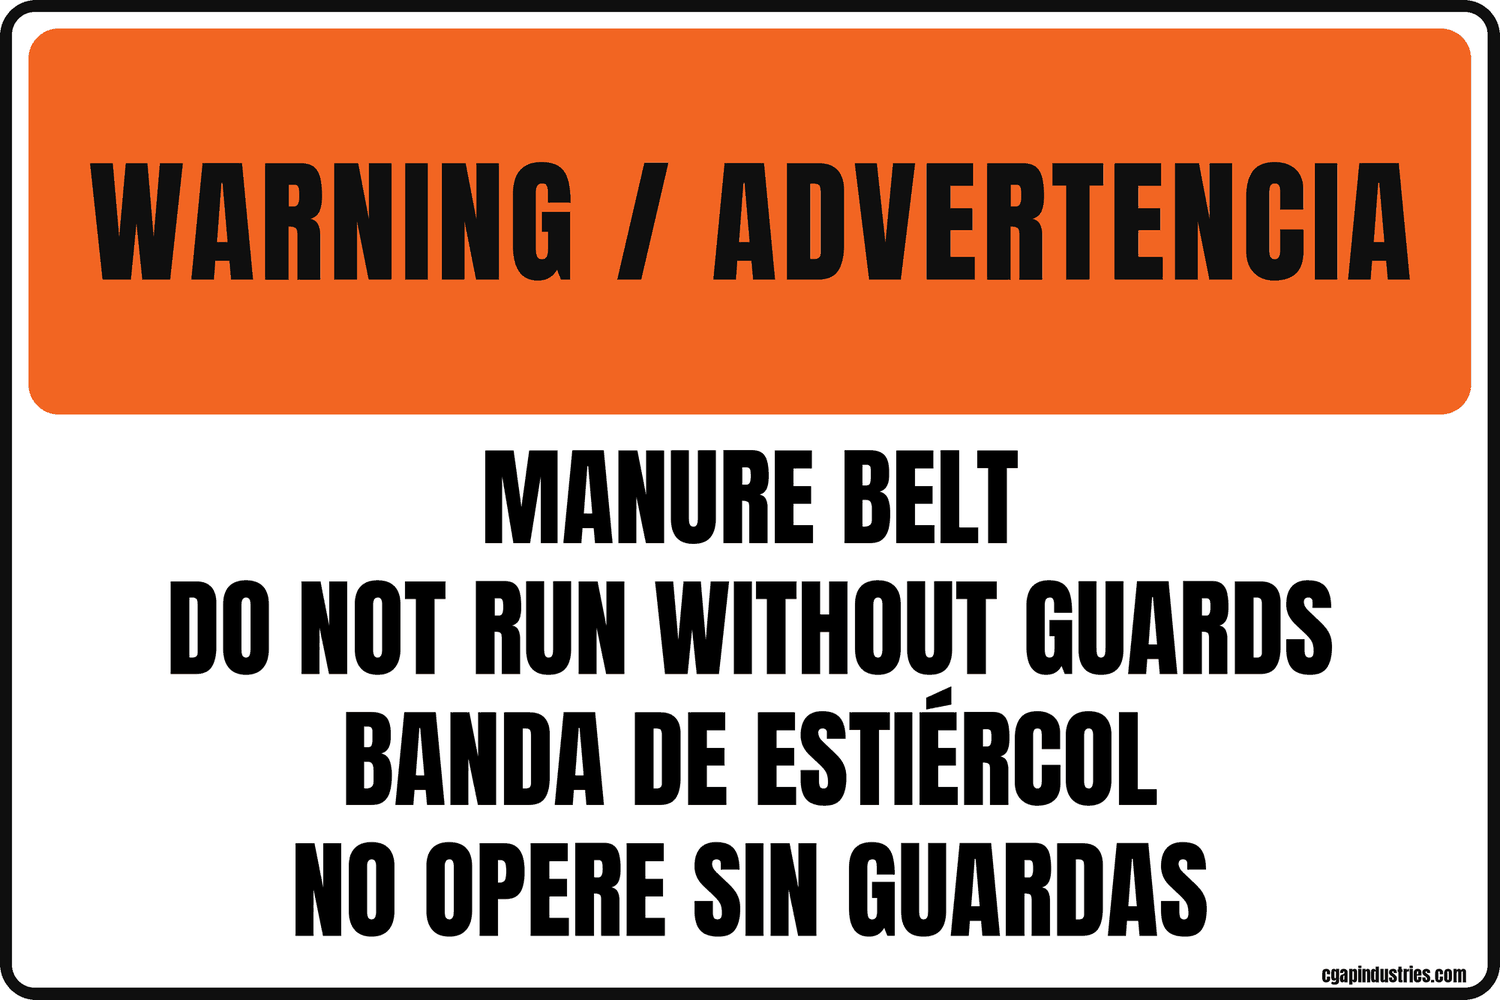 WARNING / ADVERTENCIA
MANURE BELT
DO NOT RUN WITHOUT GUARDS
BANDA DE ESTIÉRCOL
NO OPERE SIN GUARDAS
cgapindustries.com